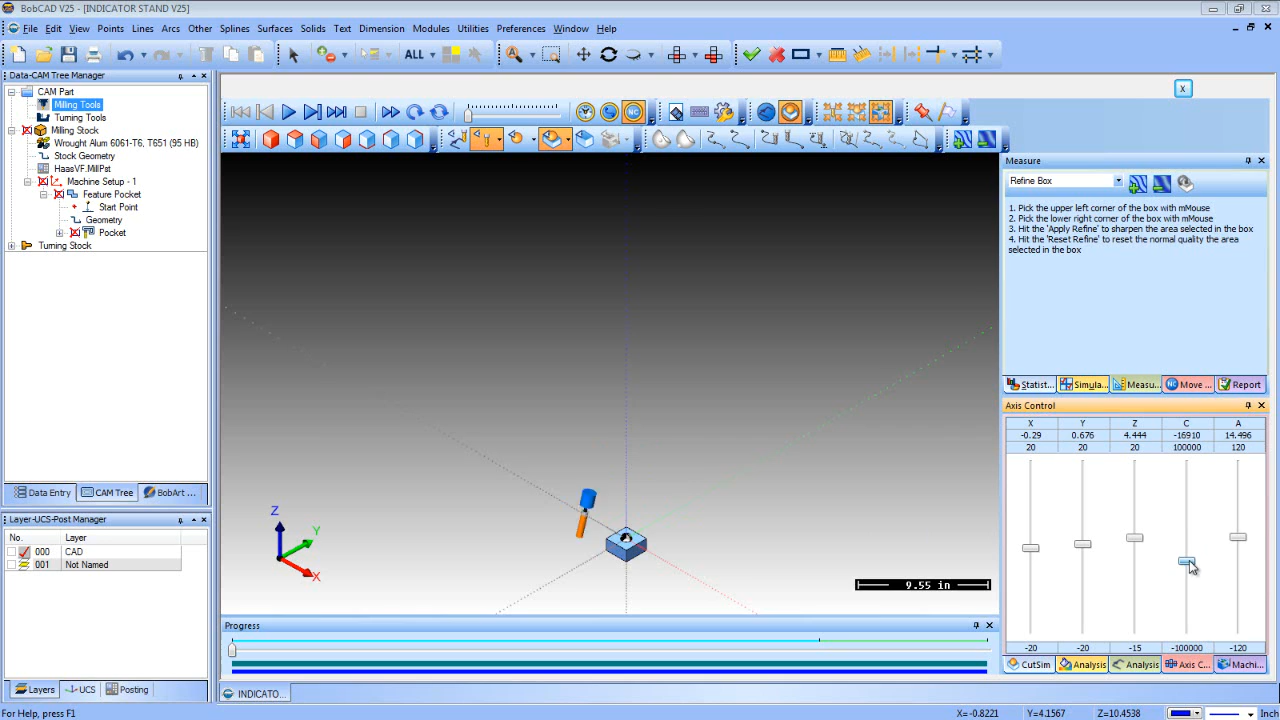 BobCAD V25 - [INDICATOR STAND V25]
File Edit View Points Lines Arcs Other Splines Surfaces Solids Text Dimension Modules Utilities Preferences Window Help
ALL
Data-CAM Tree Manager
CAM Part
Milling Tools
Turning Tools
Milling Stock
Wrought Alum 6061-T6, T651 (95 HB)
Stock Geometry
HaasVF.MillPst
Machine Setup - 1
Feature Pocket
Start Point
Geometry
Pocket
Turning Stock
Data Entry CAM Tree BobArt ...
Layer-UCS-Post Manager
No. Layer
000 CAD
001 Not Named
Layers UCS Posting
X
NC
Z
Y
X
9.55 in
Progress
INDICATO...
Measure
Refine Box
1. Pick the upper left corner of the box with mMouse
2. Pick the lower right corner of the box with mMouse
3. Hit the 'Apply Refine' to sharpen the area selected in the box
4. Hit the 'Reset Refine' to reset the normal quality the area
selected in the box
Statist... Simula... Measu... NC Move ... Report
Axis Control
X Y Z C A
-0.29 0.676 4.444 -16910 14.496
20 20 20 100000 120
-20 -20 -15 -100000 -120
CutSim Analysis Analysis Axis C... Machi...
For Help, press F1
X= -0.8221 Y=4.1567 Z=10.4538 Inch